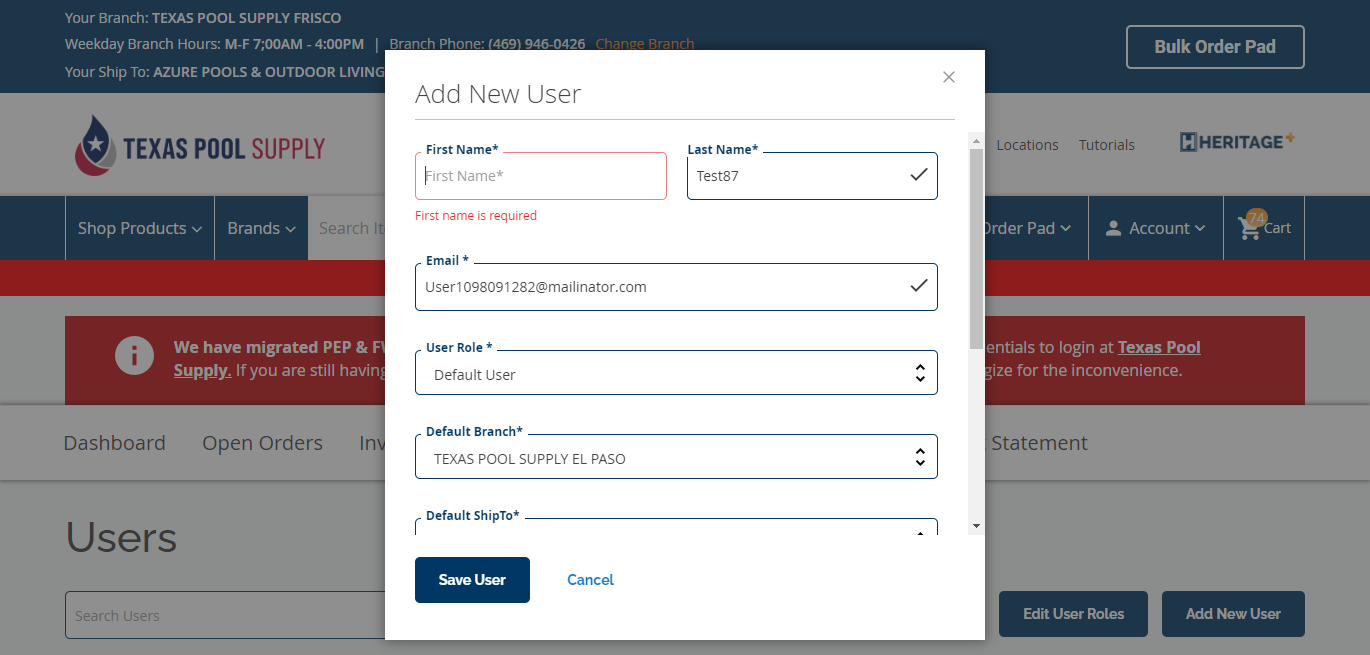 Your Branch: TEXAS POOL SUPPLY FRISCO
Weekday Branch Hours: M-F 7;00AM - 4:00PM | Branch Phone: (469) 946-0426 Change Branch
Your Ship To: AZURE POOLS & OUTDOOR LIVING
Bulk Order Pad
Add New User
TEXAS POOL SUPPLY
Locations Tutorials HERITAGE+
First Name* Last Name*
First Name* Test87
First name is required
Shop Products Brands Search It Order Pad Account 74 Cart
Email *
User1098091282@mailinator.com
We have migrated PEP & entials to login at Texas Pool
Supply. If you are still having gize for the inconvenience.
User Role *
Default User
Default Branch*
TEXAS POOL SUPPLY EL PASO
Dashboard Open Orders Inv Statement
Default ShipTo*
Users
Save User Cancel
Search Users
Edit User Roles Add New User